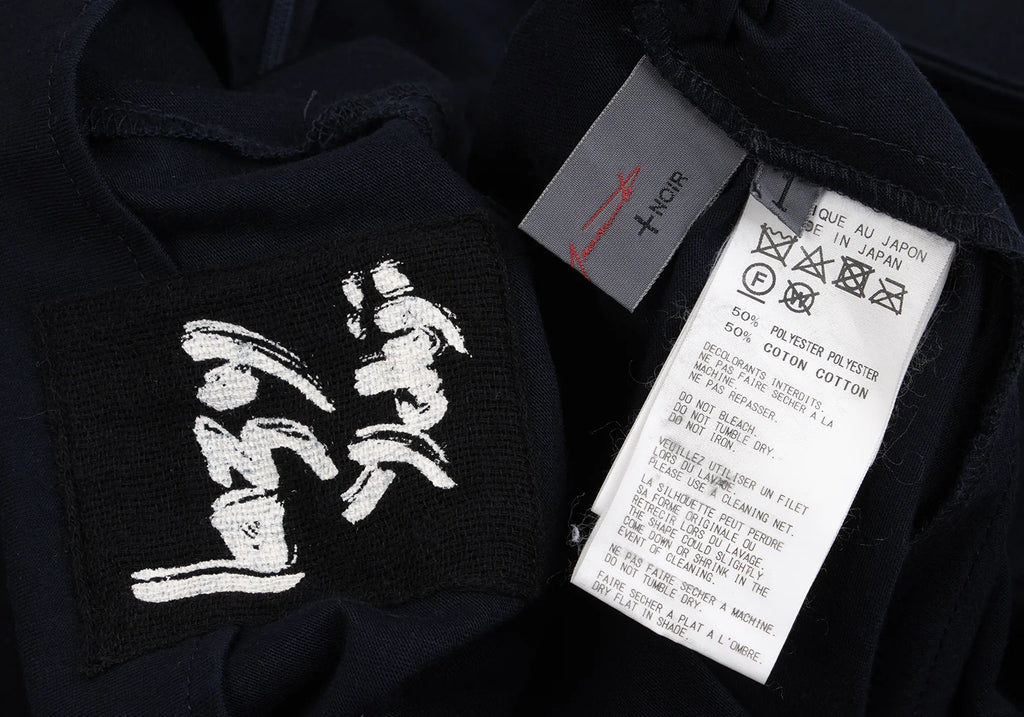 +NOIR
1
IQUE AU JAPON
DE IN JAPAN
F
W
50% POLYESTER POLYESTER
50% COTON COTTON
DECOLORANTS INTERDITS.
NE PAS FAIRE SECHER A LA
MACHINE.
NE PAS REPASSER.
DO NOT BLEACH.
DO NOT TUMBLE DRY.
DO NOT IRON.
VEUILLEZ UTILISER UN FILET
LORS DU LAVAGE.
PLEASE USE A CLEANING NET.
LA SILHOUETTE PEUT PERDRE
SA FORME ORIGINALE OU
RETRECIR LORS DU LAVAGE.
THE SHAPE COULD SLIGHTLY
COME DOWN OR SHRINK IN THE
EVENT OF CLEANING.
NE PAS FAIRE SECHER A MACHINE.
DO NOT TUMBLE DRY.
FAIRE SECHER A PLAT A L'OMBRE.
DRY FLAT IN SHADE.